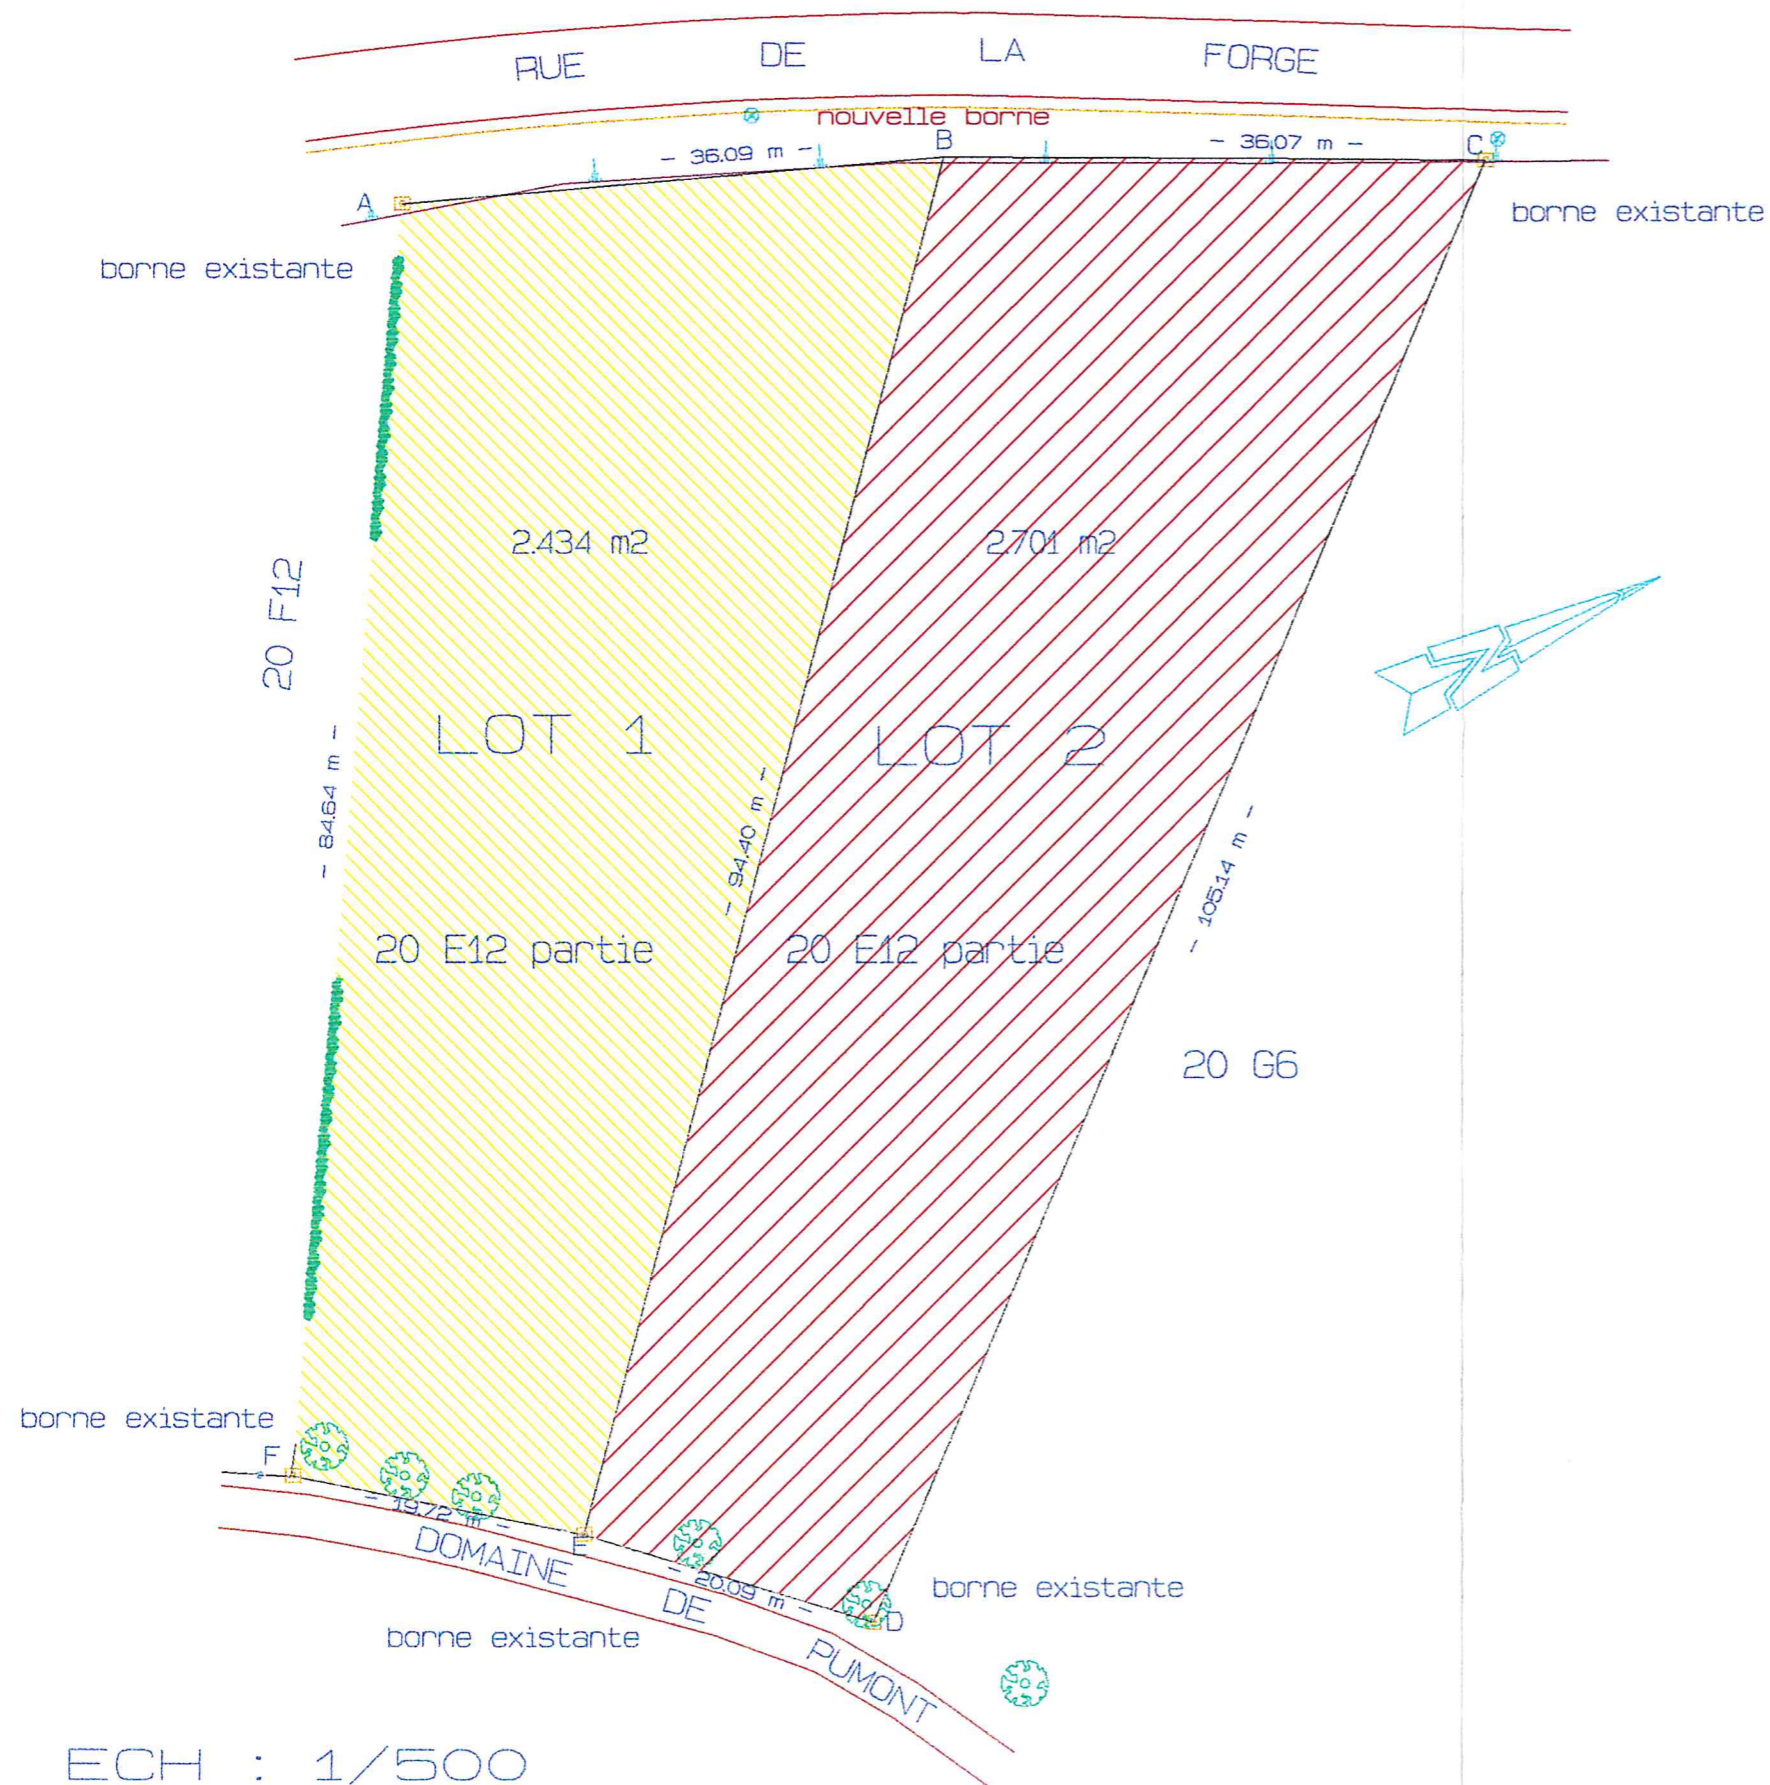 RUE DE LA FORGE
nouvelle borne
A
- 36.09 m -
B
- 36.07 m -
C
borne existante
borne existante
2.434 m2
2.701 m2
20 F12
LOT 1
LOT 2
- 84.64 m -
- 94.40 m -
- 105.14 m -
20 E12 partie
20 E12 partie
20 G6
borne existante
F
- 19.72 m -
E
- 20.09 m -
D
borne existante
DOMAINE DE PUMONT
borne existante
ECH : 1/500